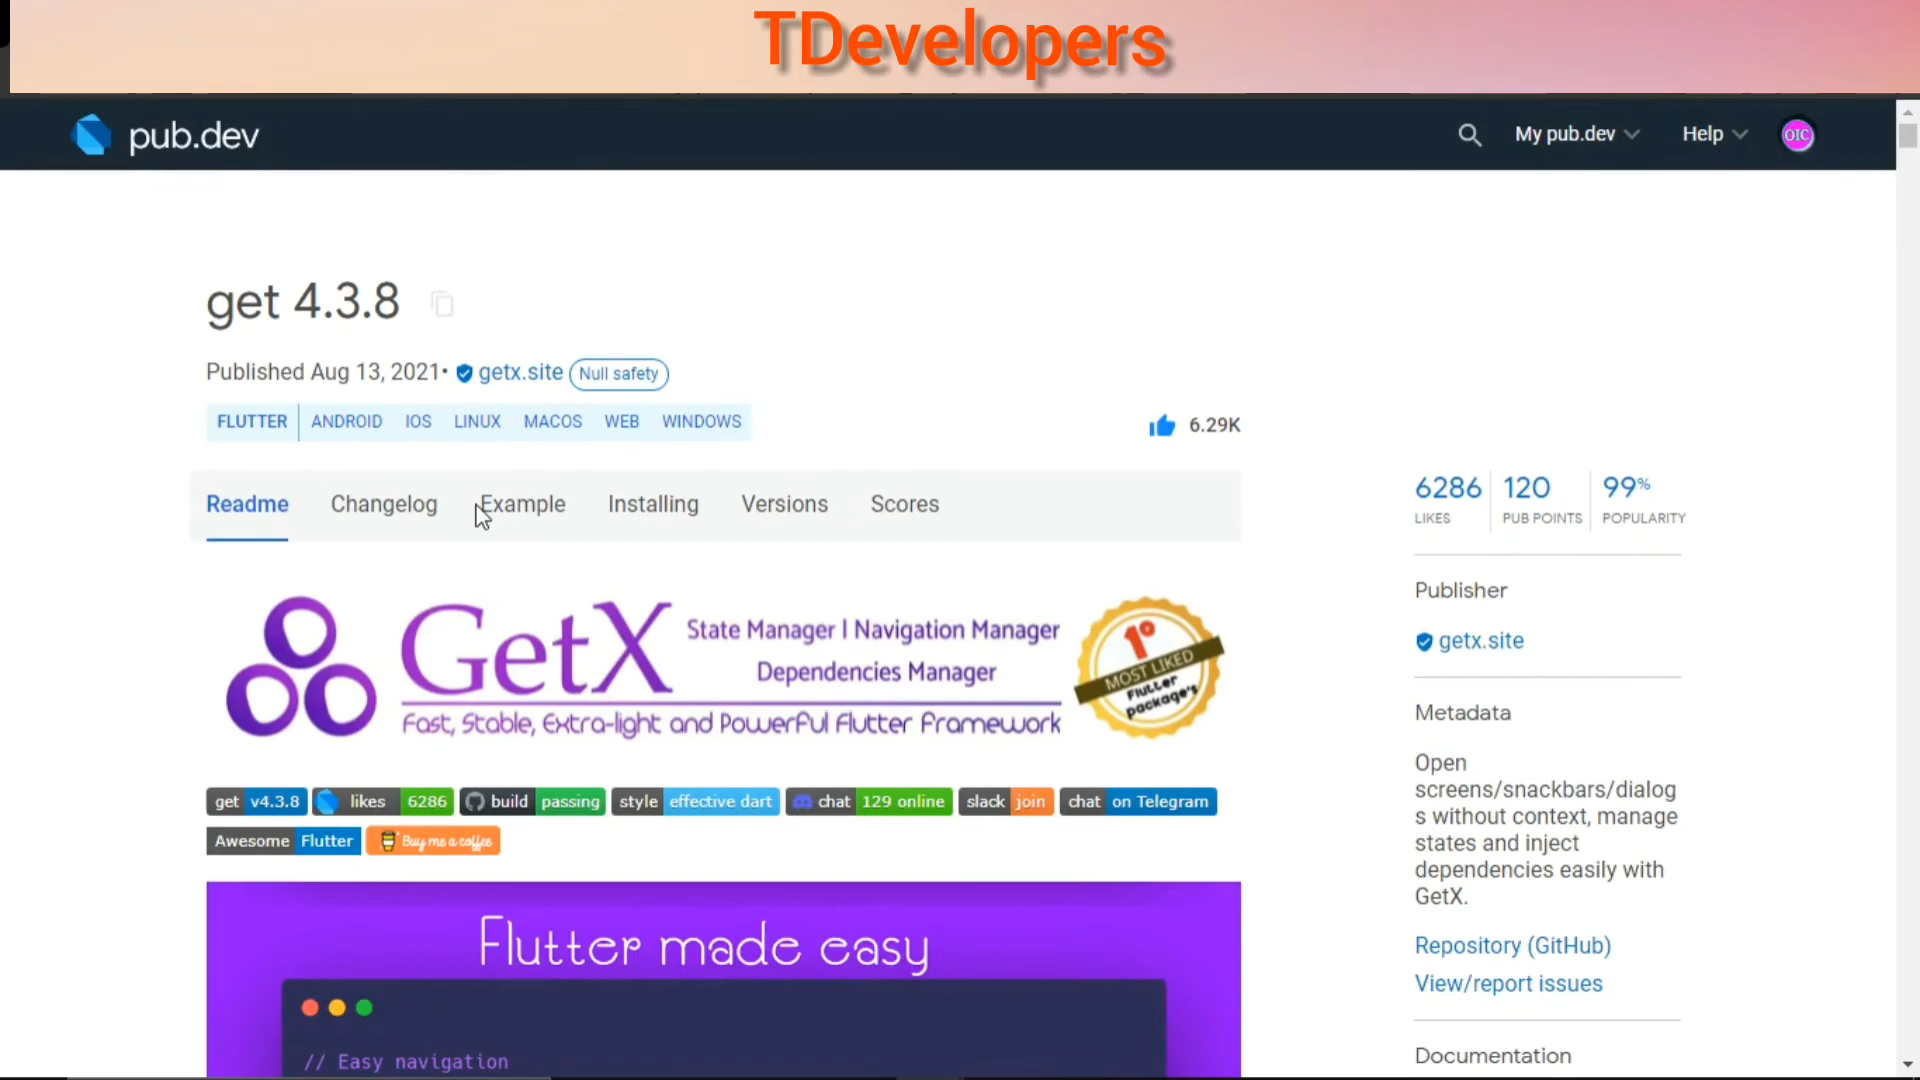 TDevelopers
pub.dev
My pub.dev
Help
OTC
get 4.3.8
Published Aug 13, 2021• getx.site Null safety
FLUTTER ANDROID IOS LINUX MACOS WEB WINDOWS
6.29K
Readme Changelog Example Installing Versions Scores
GetX
State Manager | Navigation Manager
Dependencies Manager
Fast, Stable, Extra-light and Powerful Flutter Framework
1º
MOST LIKED
Flutter
package's
get v4.3.8 likes 6286 build passing style effective dart chat 129 online slack join chat on Telegram
Awesome Flutter Buy me a coffee
Flutter made easy
// Easy navigation
6286 120 99%
LIKES PUB POINTS POPULARITY
Publisher
getx.site
Metadata
Open
screens/snackbars/dialog
s without context, manage
states and inject
dependencies easily with
GetX.
Repository (GitHub)
View/report issues
Documentation